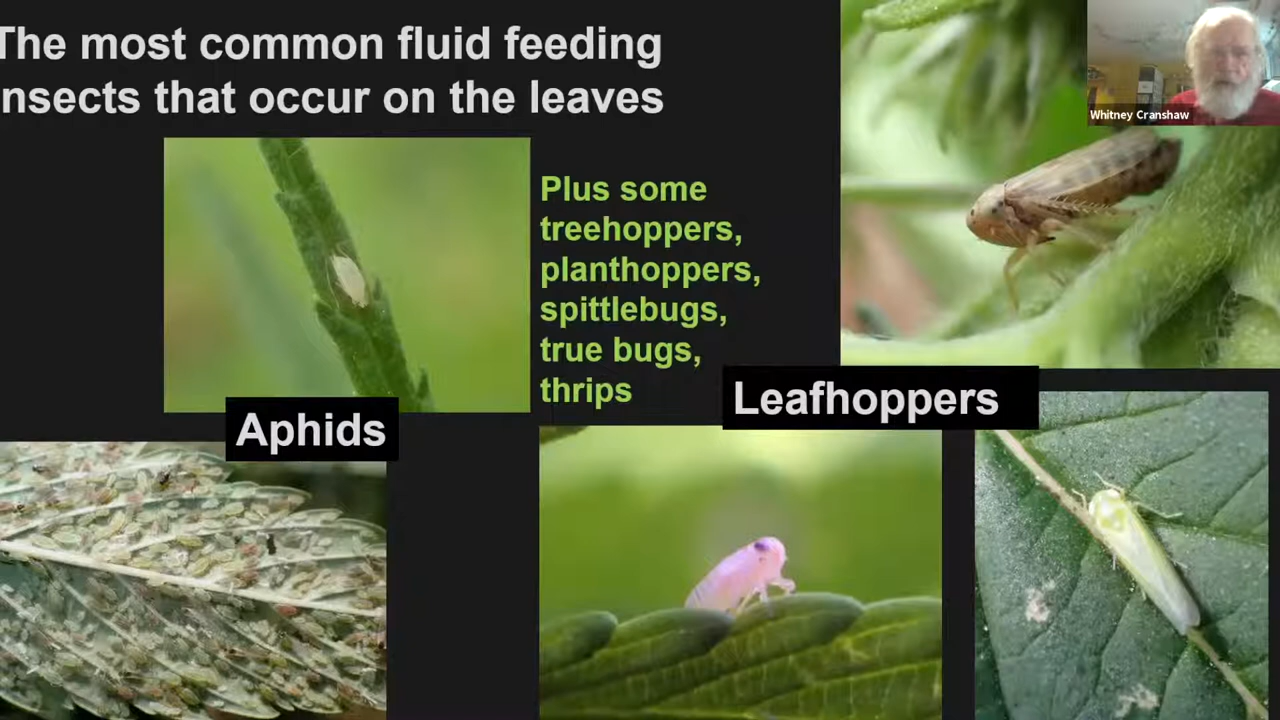 The most common fluid feeding
nsects that occur on the leaves
Whitney Cranshaw
Plus some
treehoppers,
planthoppers,
spittlebugs,
true bugs,
thrips
Leafhoppers
Aphids